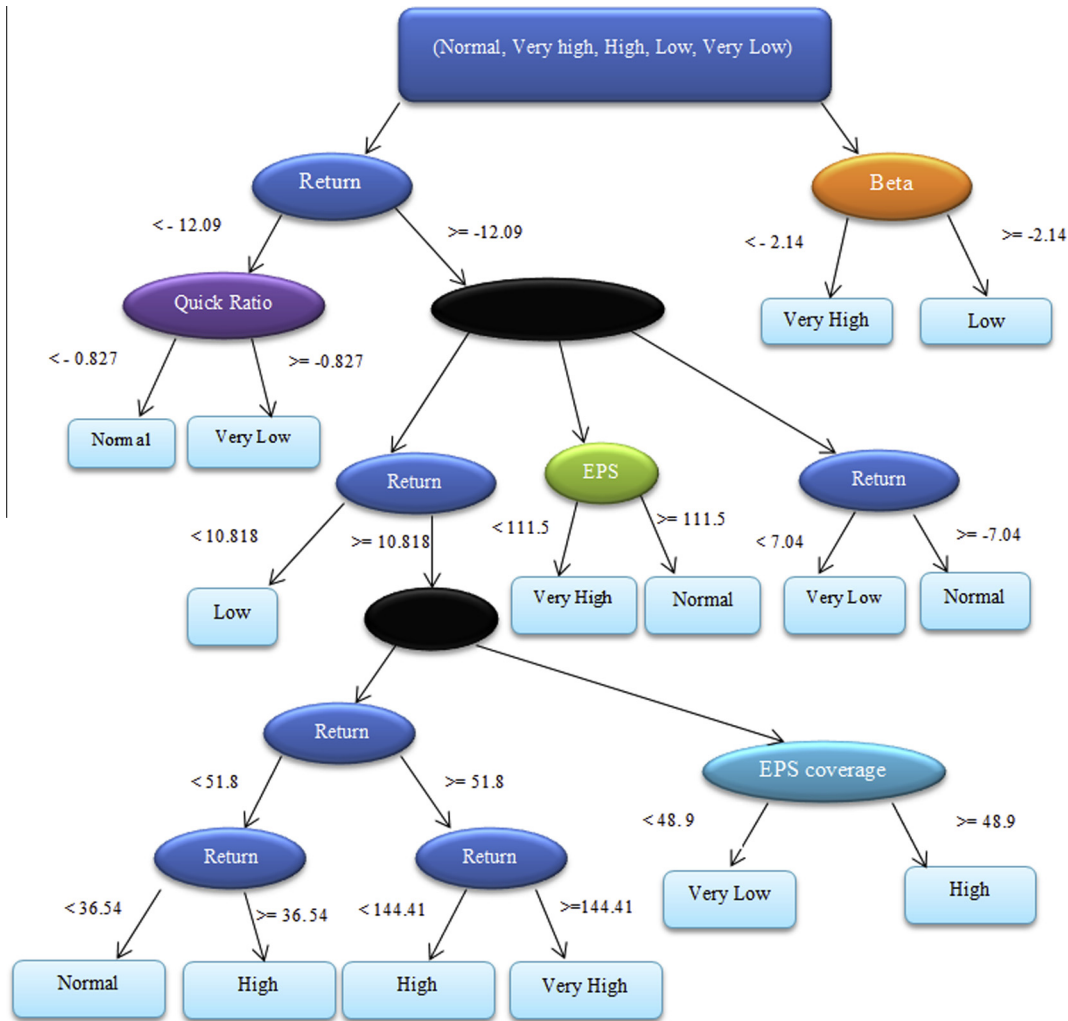 (Normal, Very high, High, Low, Very Low)
Return
Beta
< - 12.09
>= -12.09
< - 2.14
>= -2.14
Quick Ratio
Very High
Low
< - 0.827
>= -0.827
Normal
Very Low
Return
EPS
Return
< 10.818
>= 10.818
< 111.5
>= 111.5
< 7.04
>= -7.04
Low
Very High
Normal
Very Low
Normal
Return
EPS coverage
< 51.8
>= 51.8
< 48. 9
>= 48.9
Return
Return
Very Low
High
< 36.54
>= 36.54
< 144.41
>=144.41
Normal
High
High
Very High